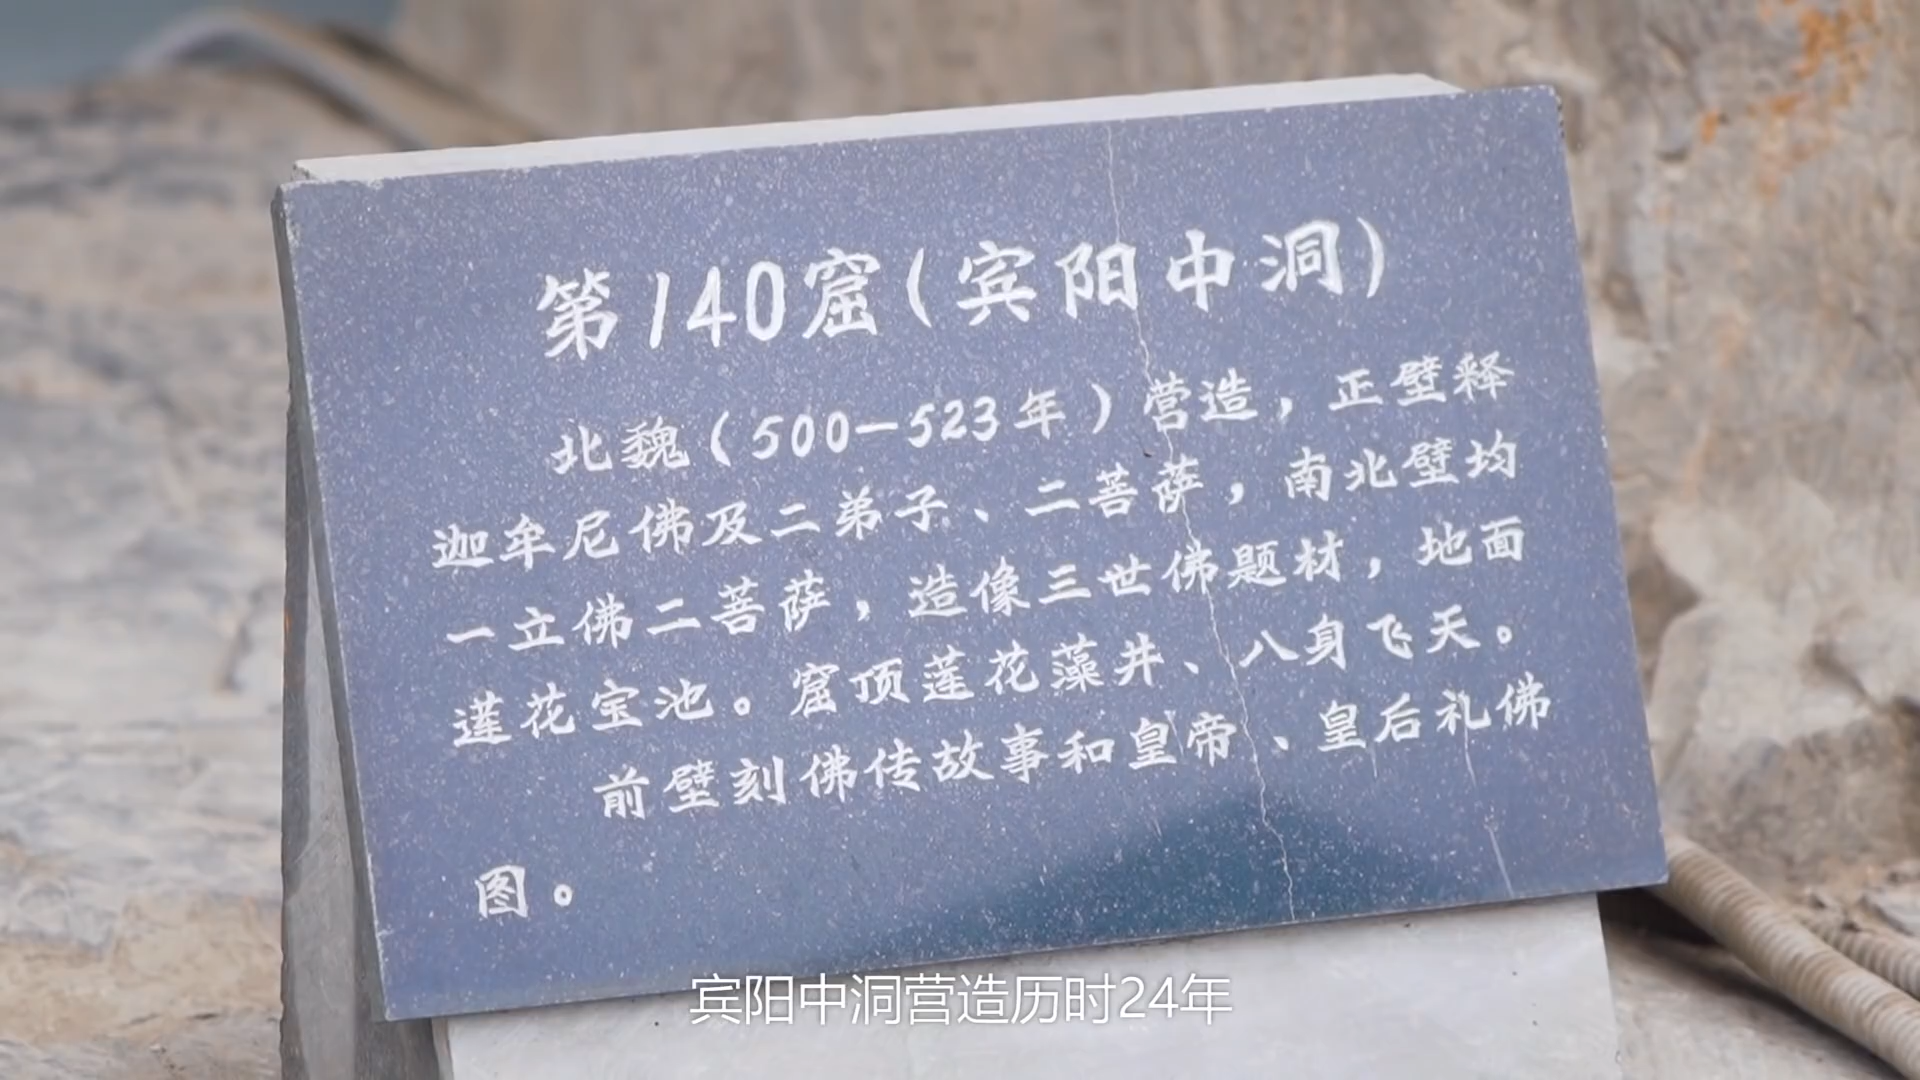 第140窟(宾阳中洞)
北魏(500-523年)营造，正壁释
迦牟尼佛及二弟子、二菩萨，南北壁均
一立佛二菩萨，造像三世佛题材，地面
莲花宝池。窟顶莲花藻井、八身飞天。
前壁刻佛传故事和皇帝、皇后礼佛
图。
宾阳中洞营造历时24年